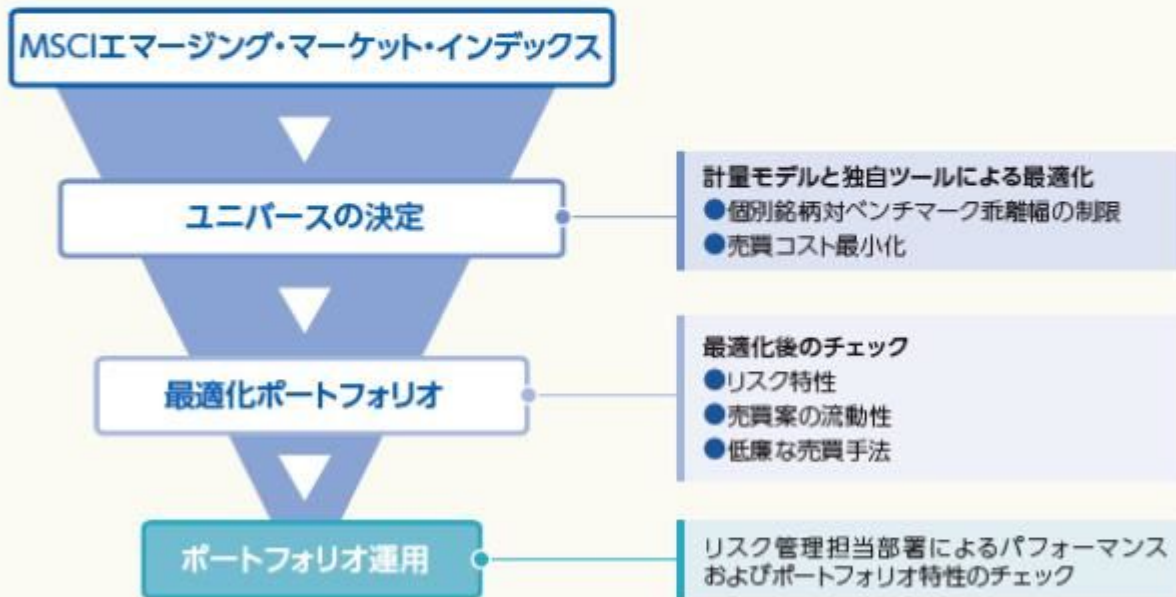 MSCIエマージング・マーケット・インデックス
ユニバースの決定
計量モデルと独自ツールによる最適化
●個別銘柄対ベンチマーク乖離幅の制限
●売買コスト最小化
最適化ポートフォリオ
最適化後のチェック
●リスク特性
●売買案の流動性
●低廉な売買手法
ポートフォリオ運用
リスク管理担当部署によるパフォーマンス
およびポートフォリオ特性のチェック